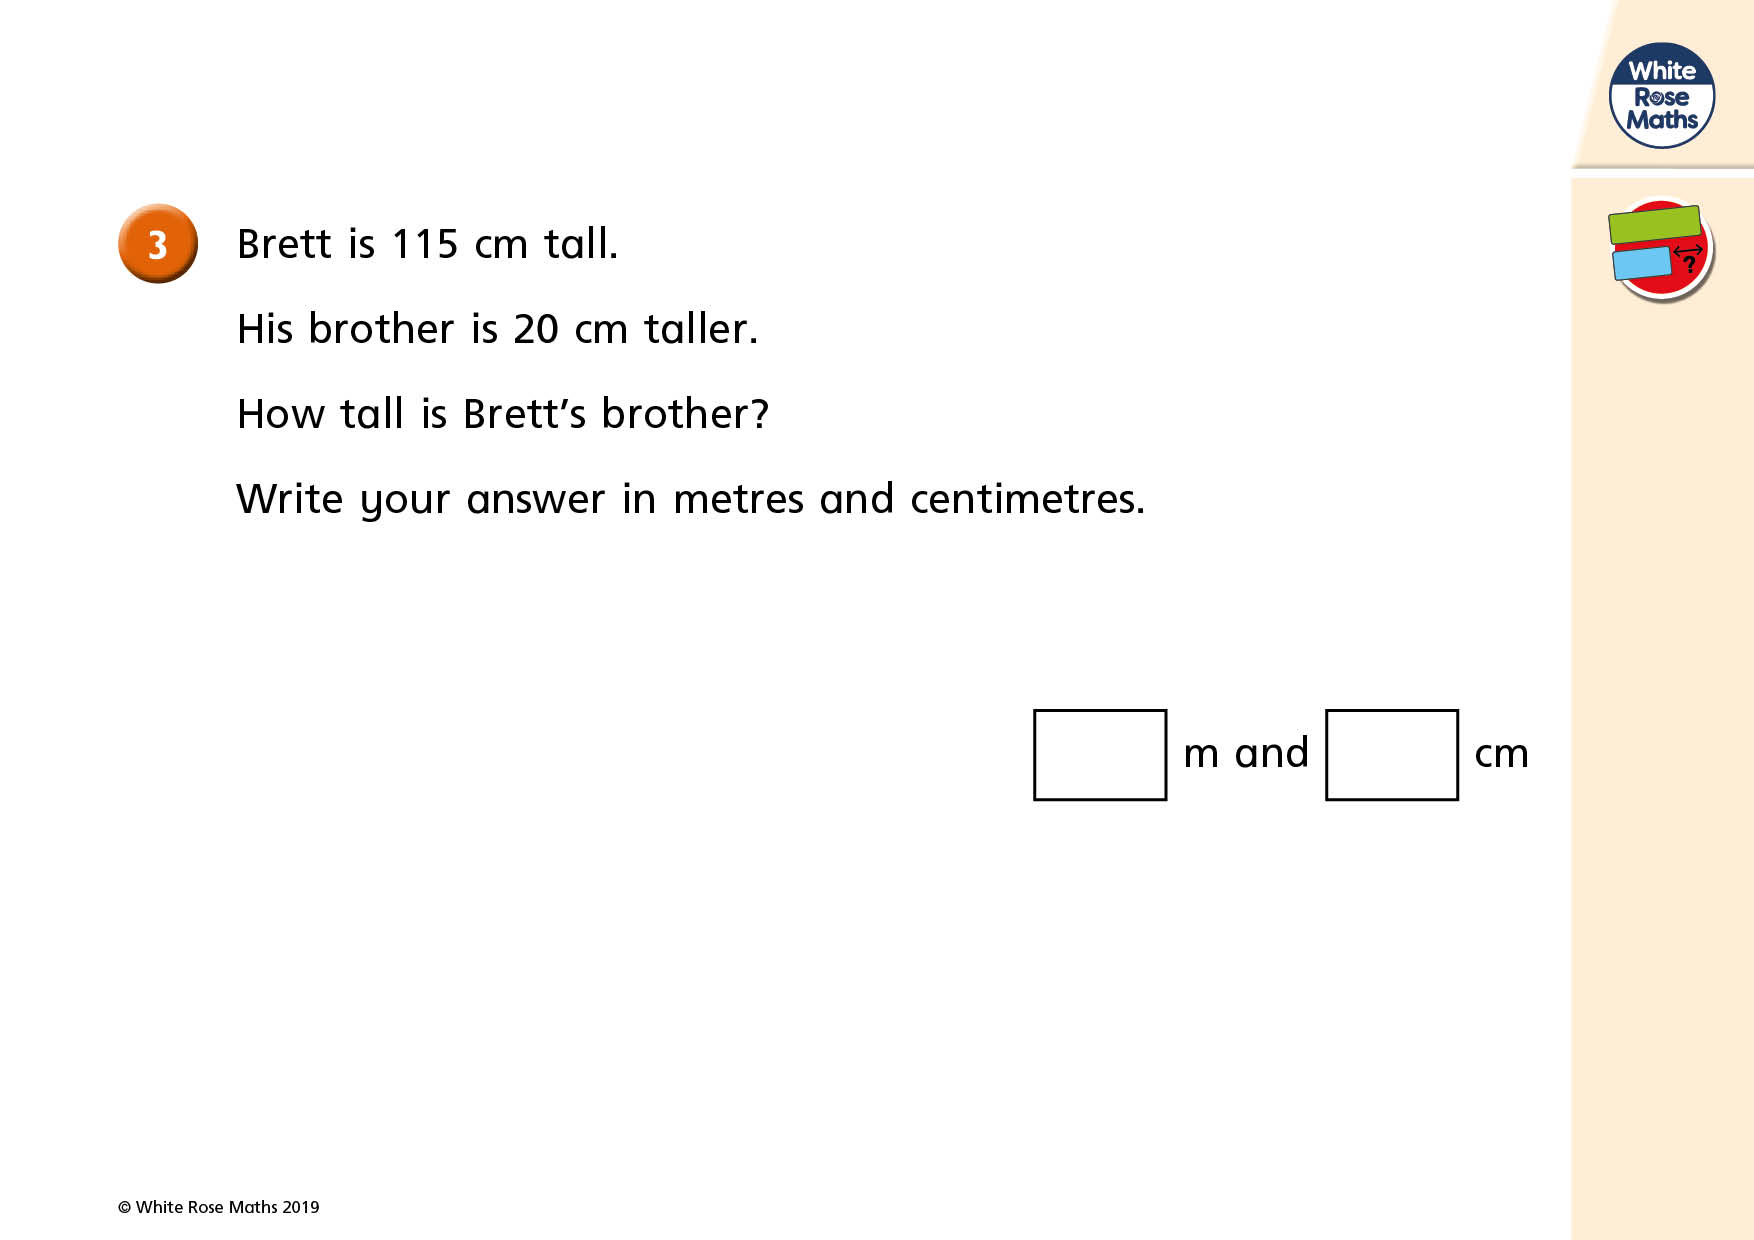 White
Rose
Maths
3 Brett is 115 cm tall.
His brother is 20 cm taller.
?
How tall is Brett’s brother?
Write your answer in metres and centimetres.
m and cm
© White Rose Maths 2019